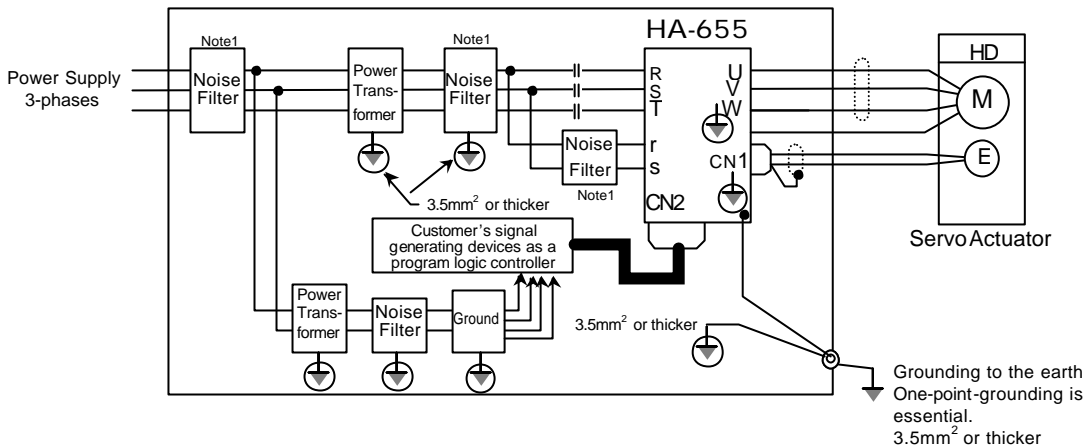 HA-655
Note1
Note1
HD
Power Supply
3-phases
Noise
Filter
Power
Trans-
former
Noise
Filter
R
S
T
U
V
W
M
Noise
Filter
r
s
Note1
CN1
E
CN2
3.5mm² or thicker
Customer's signal
generating devices as a
program logic controller
Servo Actuator
Power
Trans-
former
Noise
Filter
Ground
3.5mm² or thicker
Grounding to the earth
One-point-grounding is
essential.
3.5mm² or thicker